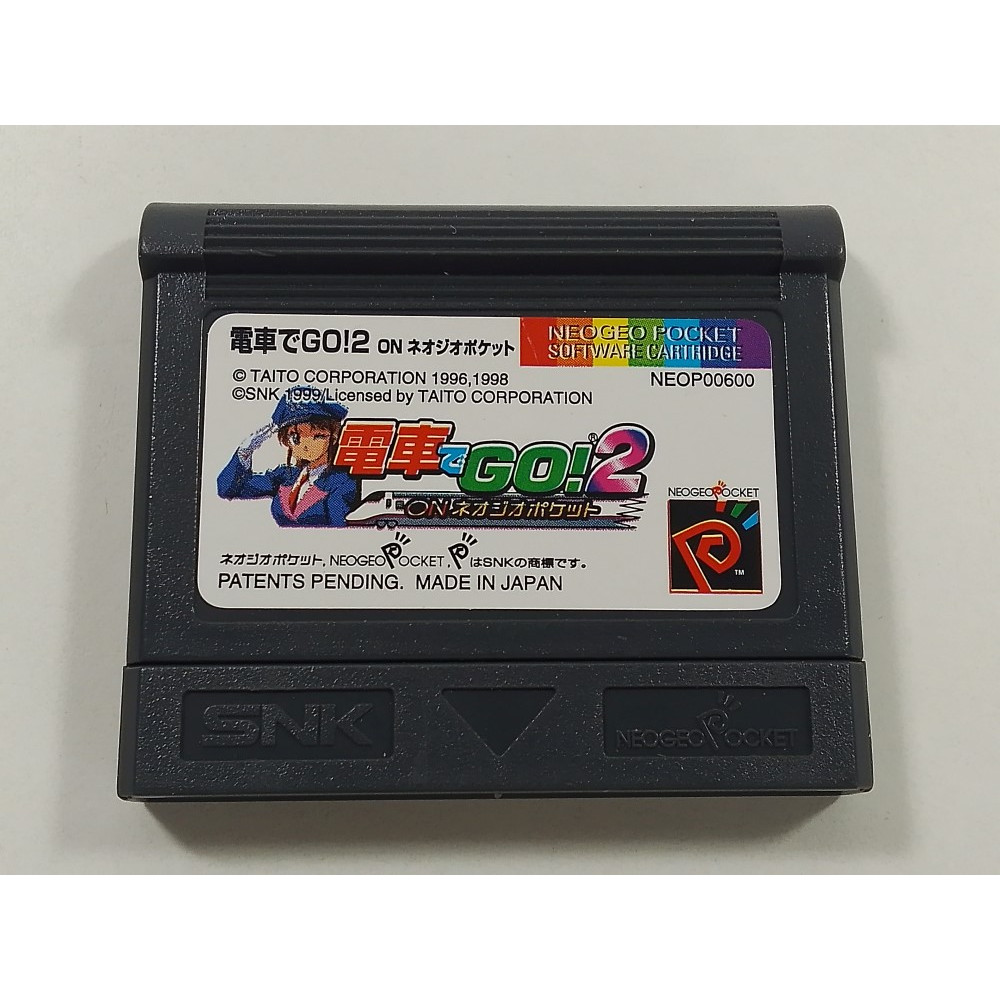 電車でGO!2 ON ネオジオポケット
NEOGEO POCKET
SOFTWARE CARTRIDGE
© TAITO CORPORATION 1996,1998
NEOP00600
©SNK 1999/Licensed by TAITO CORPORATION
電車でGO!®2
ON ネオジオポケット
NEOGEO POCKET
TM
ネオジオポケット, NEOGEO POCKET, PはSNKの商標です。
PATENTS PENDING. MADE IN JAPAN
SNK
NEOGEO POCKET